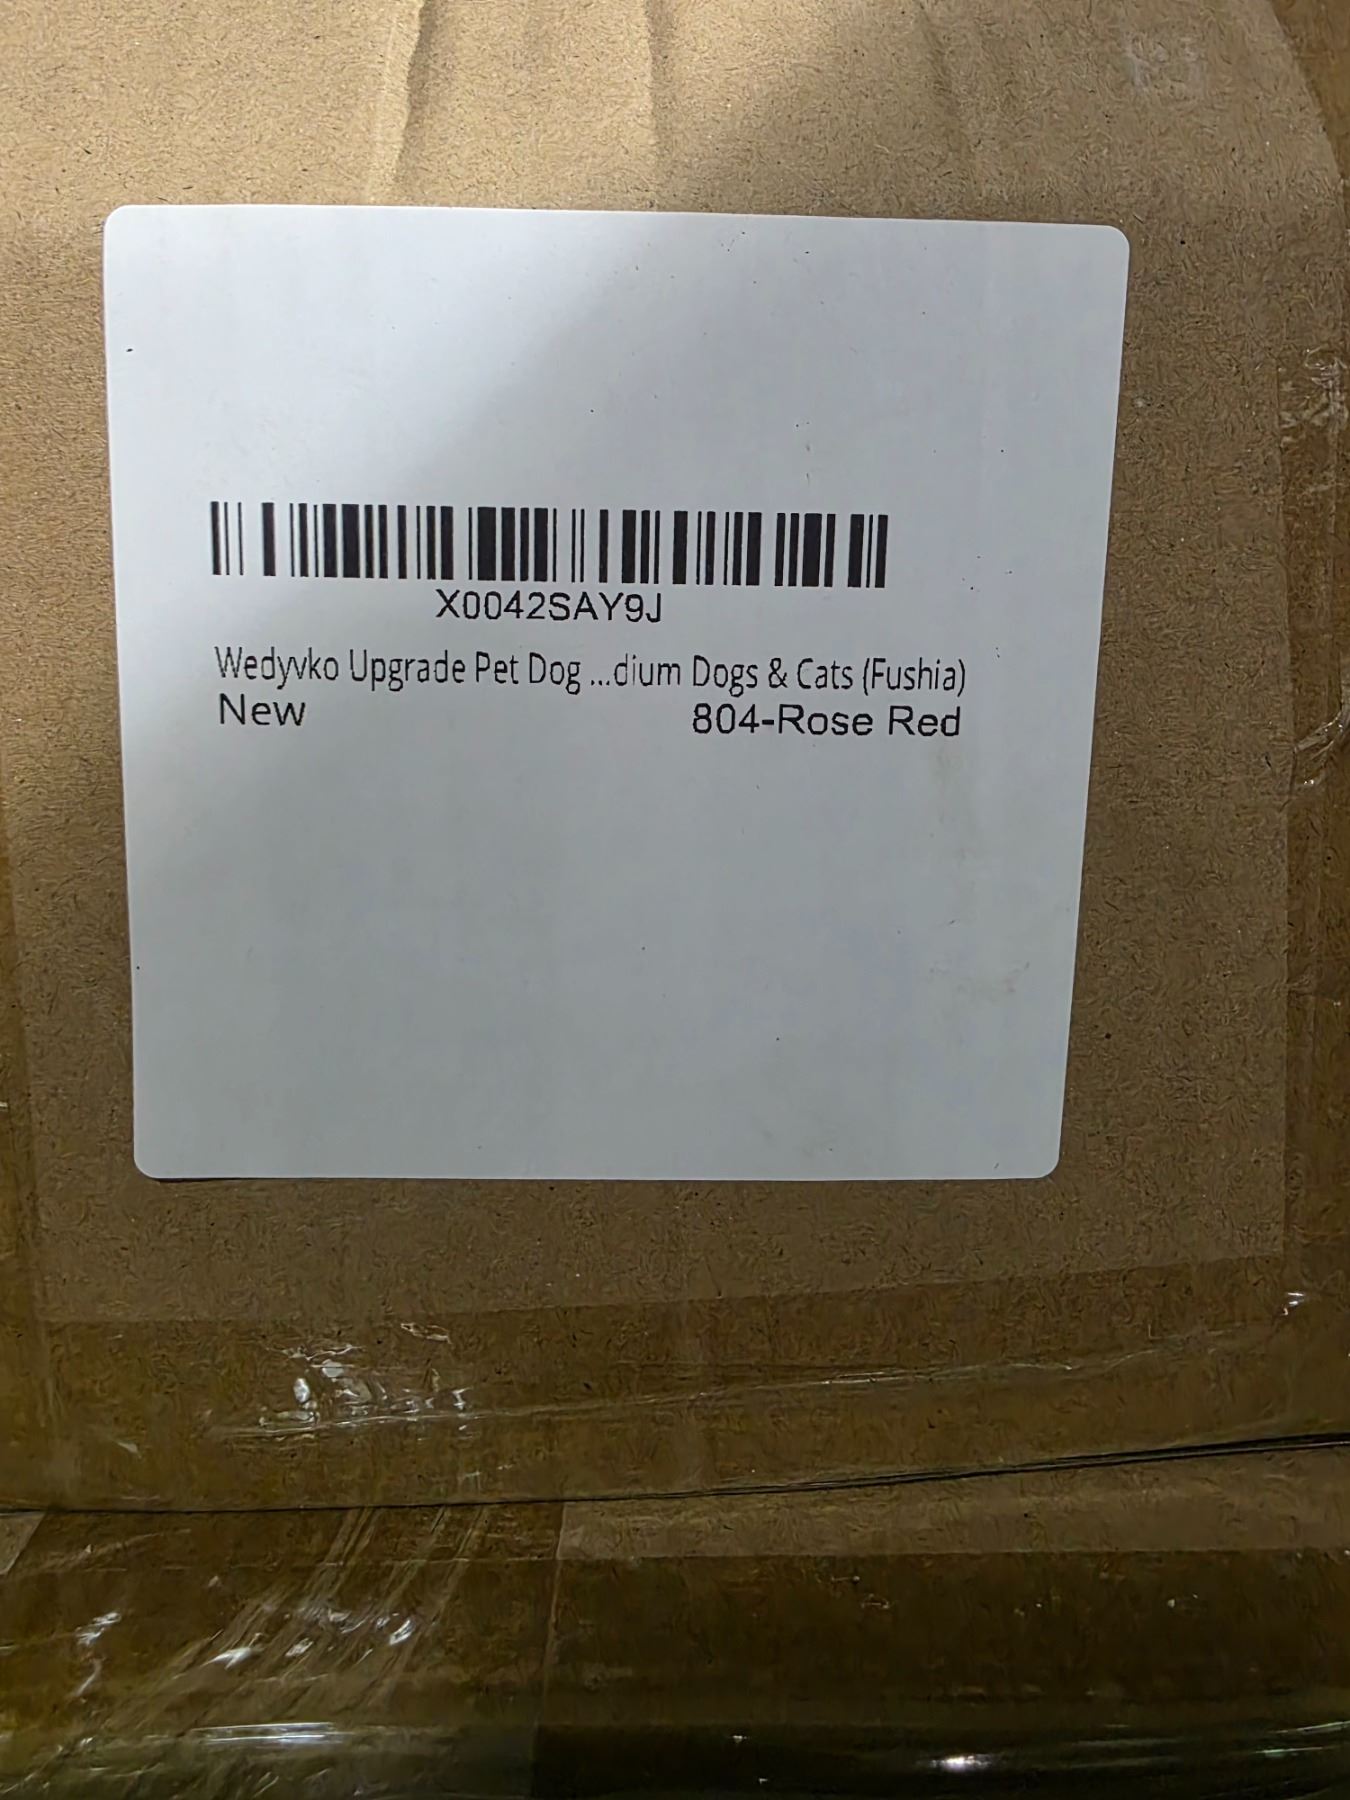 X0042SAY9J
Wedyvko Upgrade Pet Dog ...dium Dogs & Cats (Fushia)
New 804-Rose Red